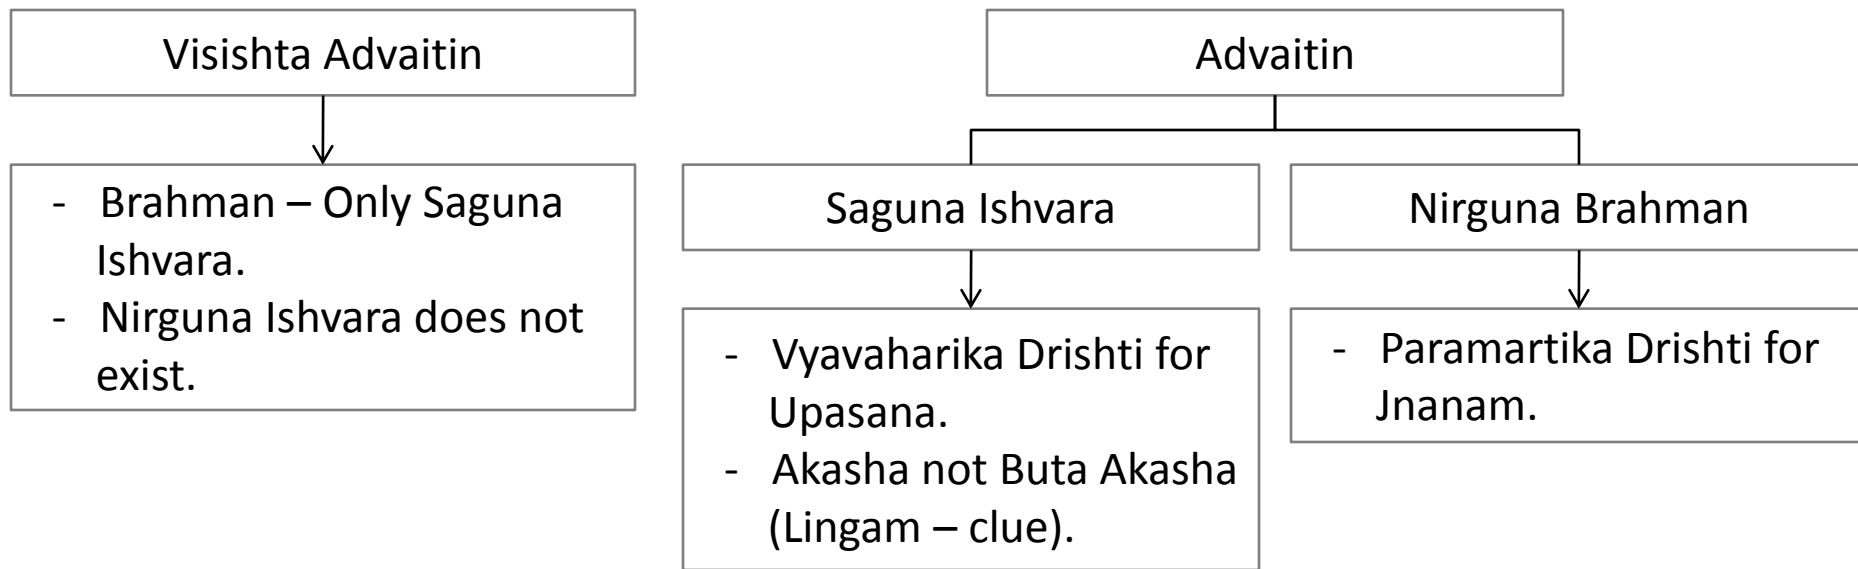 Visishta Advaitin
- Brahman – Only Saguna
Ishvara.
- Nirguna Ishvara does not
exist.
Advaitin
Saguna Ishvara
- Vyavaharika Drishti for
Upasana.
- Akasha not Buta Akasha
(Lingam – clue).
Nirguna Brahman
- Paramartika Drishti for
Jnanam.